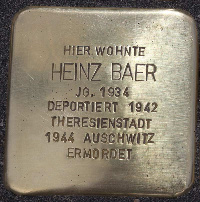 HIER WOHNTE
HEINZ BAER
JG. 1934
DEPORTIERT 1942
THERESIENSTADT
1944 AUSCHWITZ
ERMORDET